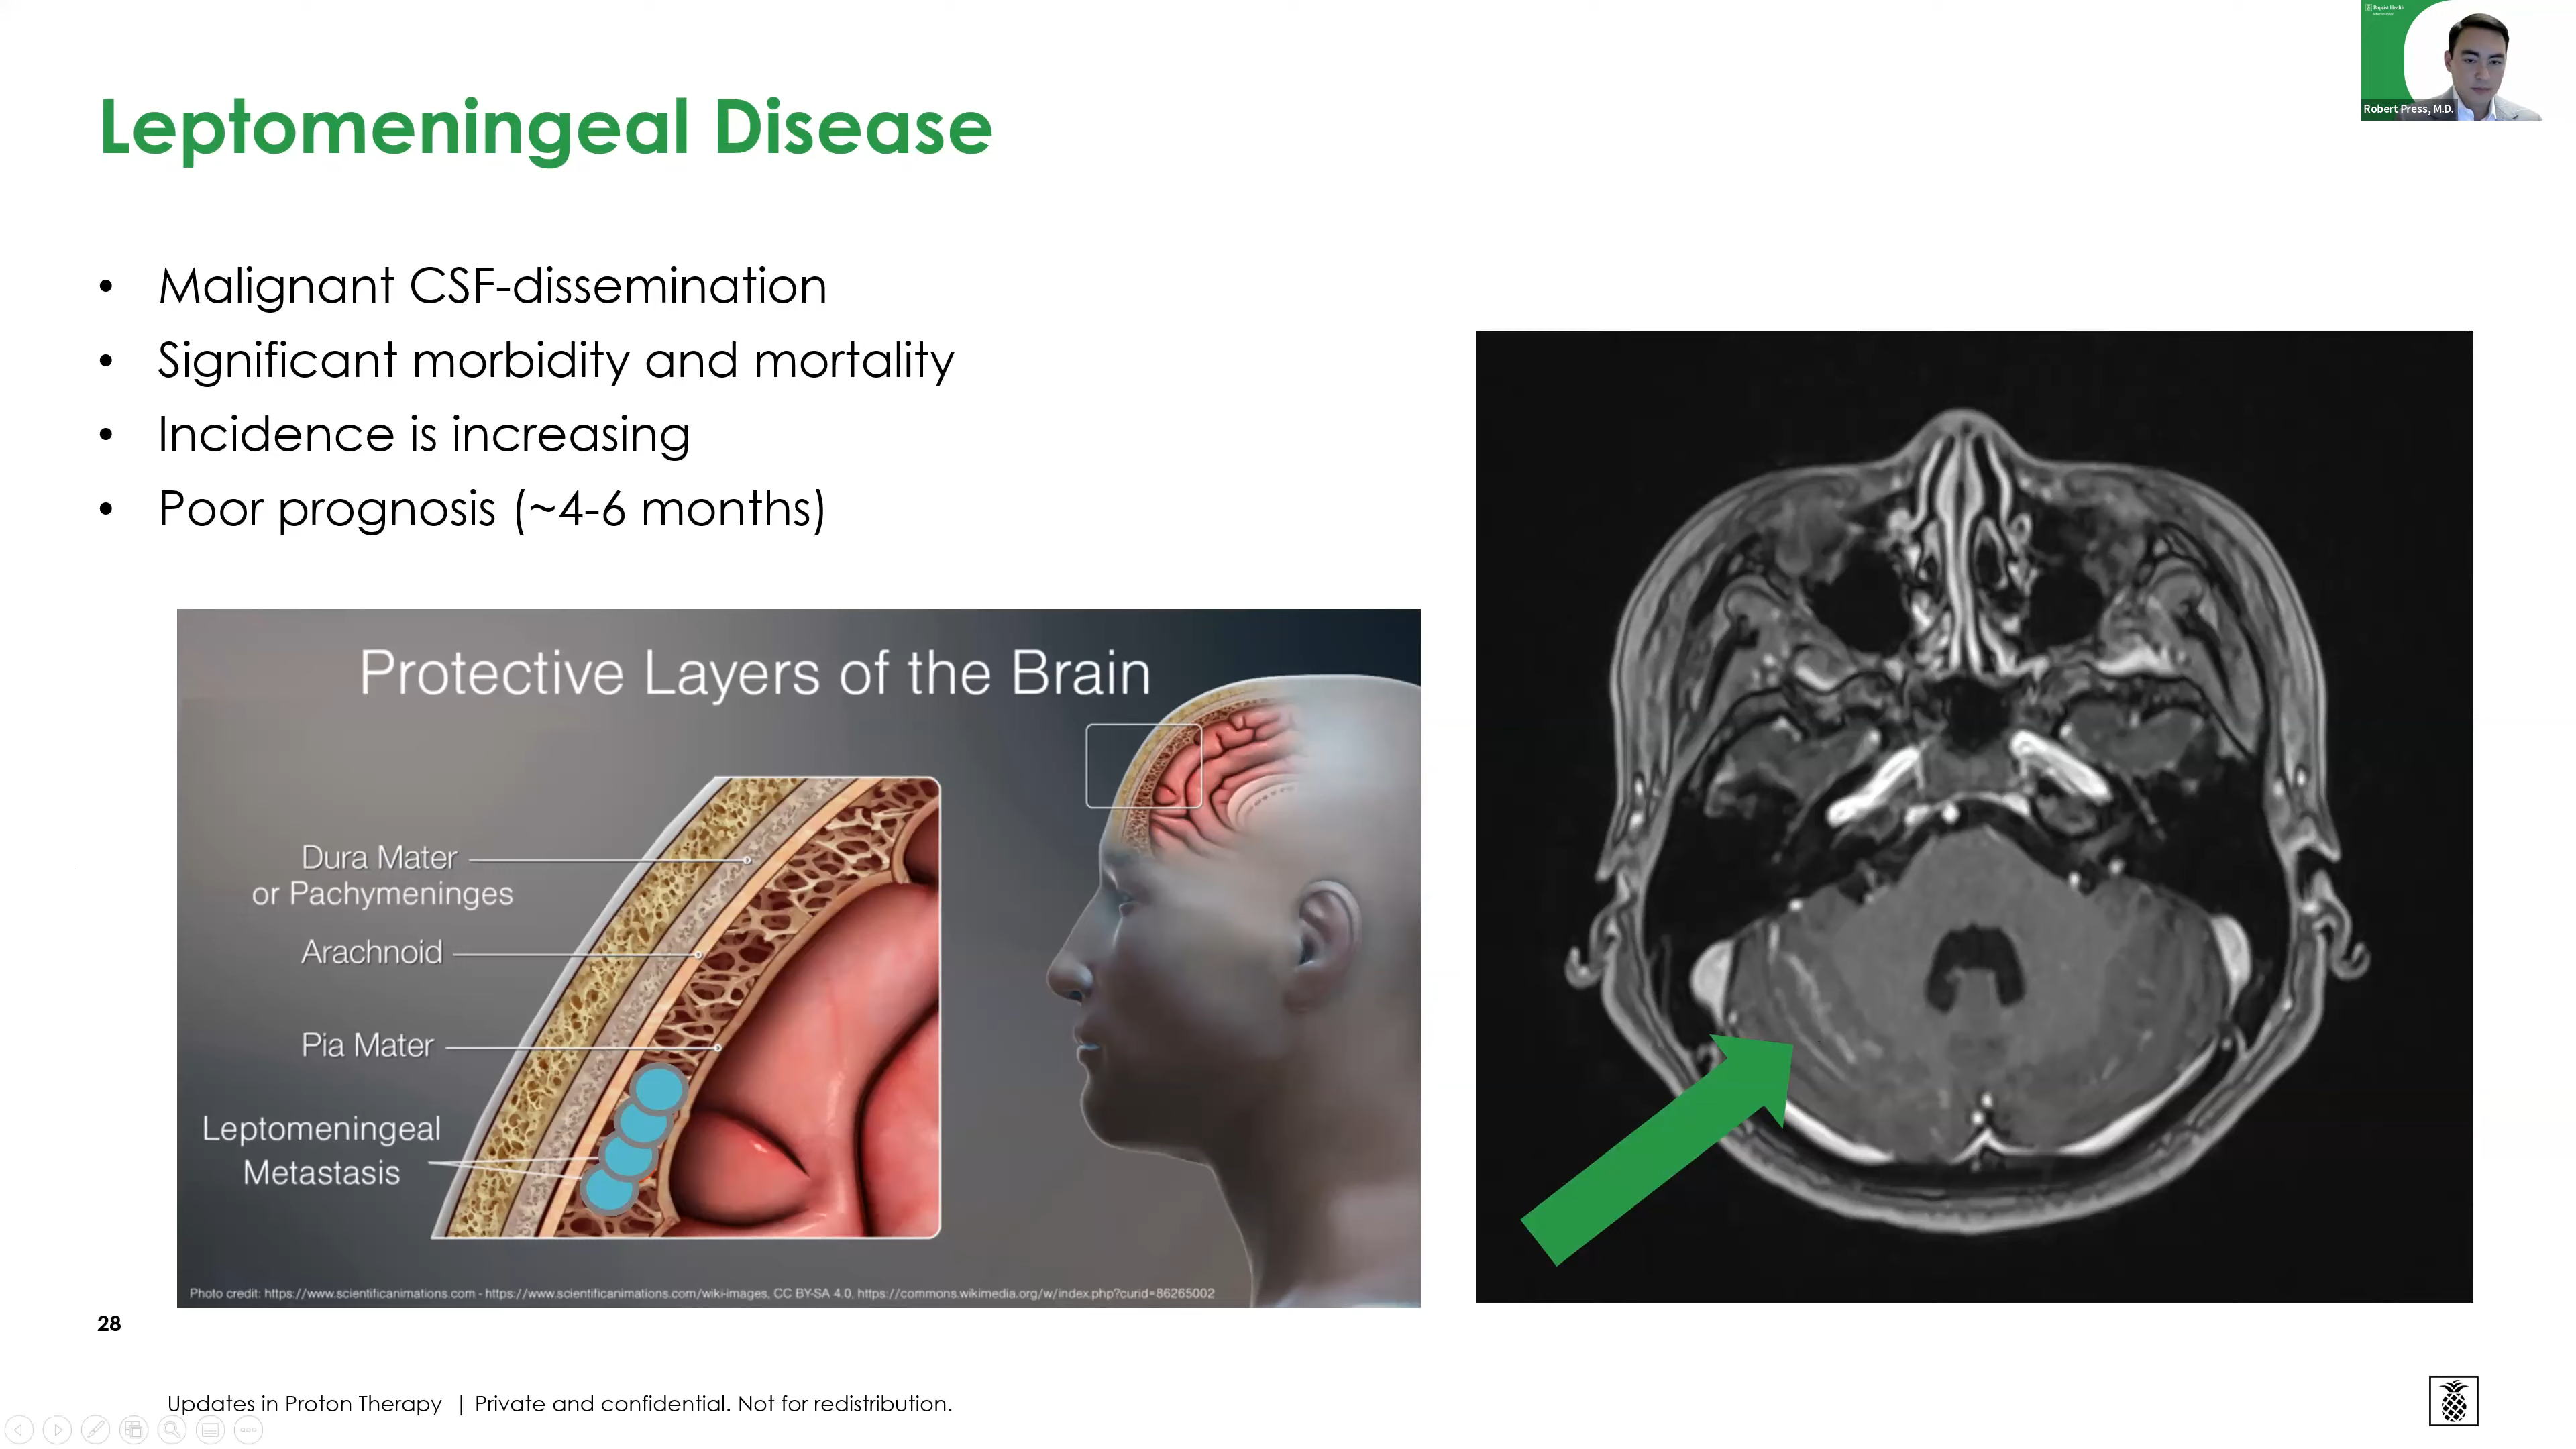 Baptist Health
International
Robert Press, M.D.
Leptomeningeal Disease
• Malignant CSF-dissemination
• Significant morbidity and mortality
• Incidence is increasing
• Poor prognosis (~4-6 months)
Protective Layers of the Brain
Dura Mater
or Pachymeninges
Arachnoid
Pia Mater
Leptomeningeal
Metastasis
Photo credit: https://www.scientificanimations.com - https://www.scientificanimations.com/wiki-images, CC BY-SA 4.0, https://commons.wikimedia.org/w/index.php?curid=86265002
28
Updates in Proton Therapy | Private and confidential. Not for redistribution.